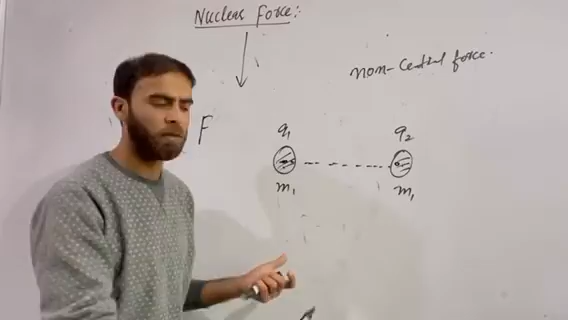 Nuclear Force:
non-central force.
F
q1 q2
m1 m1